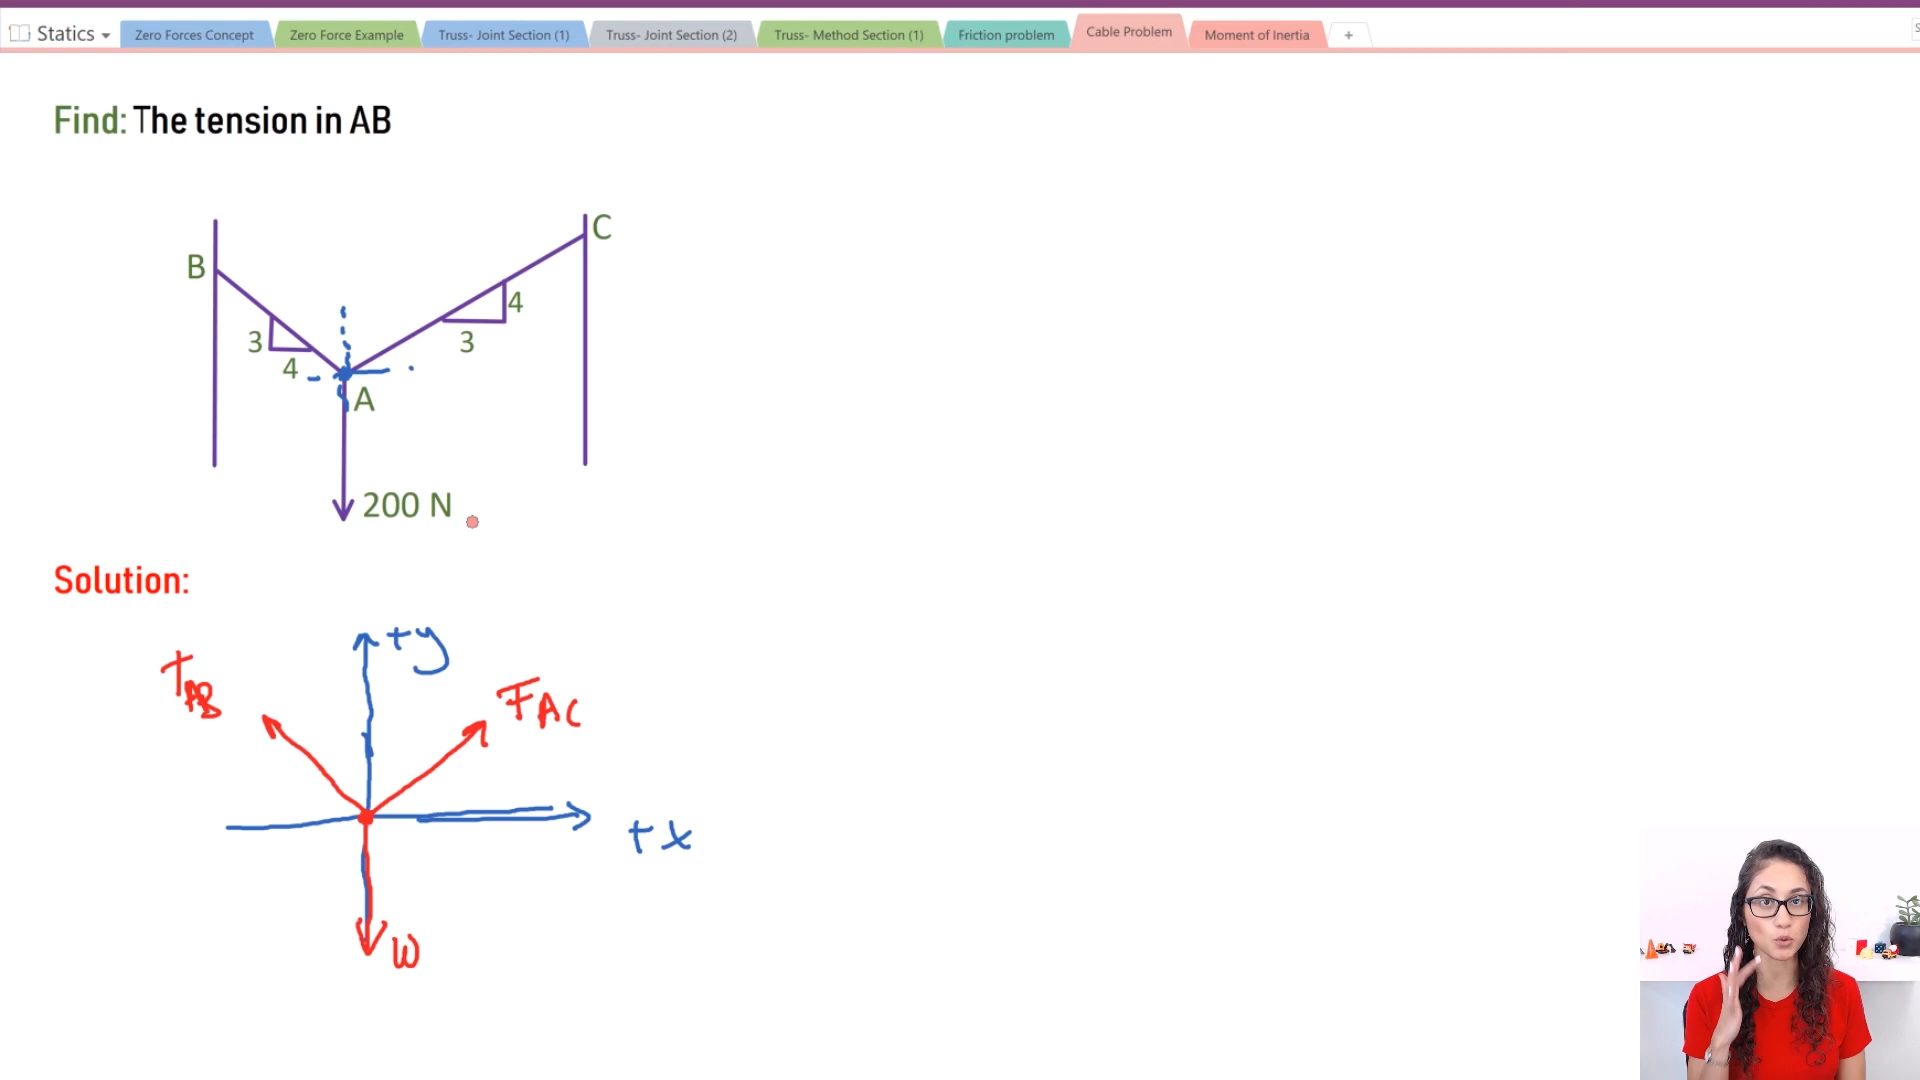 Statics
Zero Forces Concept
Zero Force Example
Truss- Joint Section (1)
Truss- Joint Section (2)
Truss- Method Section (1)
Friction problem
Cable Problem
Moment of Inertia
+
Find: The tension in AB
C
B
4
3
3
4
A
200 N
Solution:
+y
TAB
FAC
+x
W